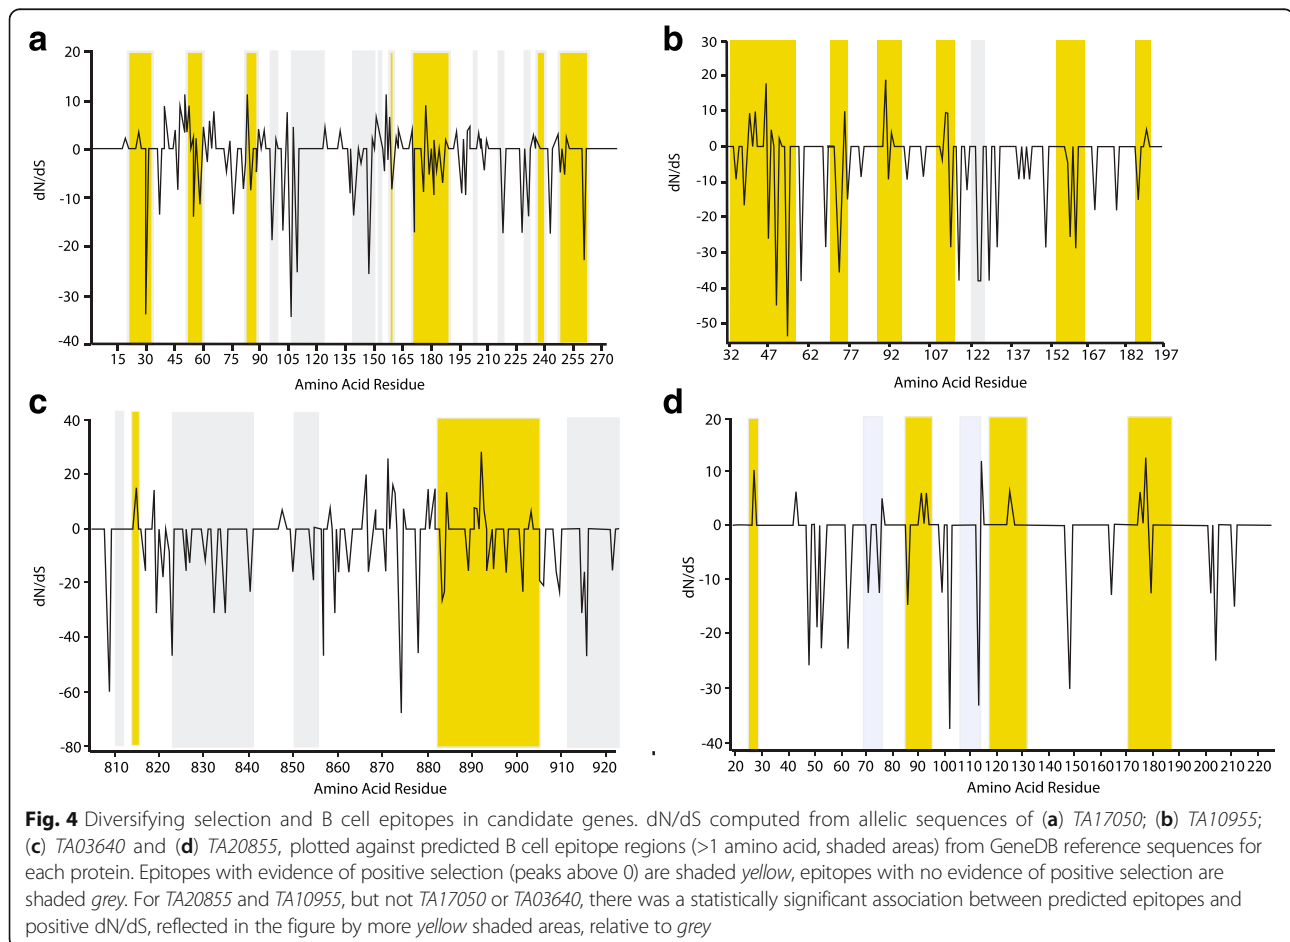 a
20
10
0
-10
-20
-30
-40
dN/dS
15 30 45 60 75 90 105 120 135 150 165 180 195 210 225 240 255 270
Amino Acid Residue
b
30
20
10
0
-10
-20
-30
-40
-50
dN/dS
32 47 62 77 92 107 122 137 152 167 182 197
Amino Acid Residue
c
40
20
0
-20
-40
-60
-80
dN/dS
810 820 830 840 850 860 870 880 890 900 910 920
Amino Acid Residue
d
20
10
0
-10
-20
-30
-40
dN/dS
20 30 40 50 60 70 80 90 100 110 120 130 140 150 160 170 180 190 200 210 220
Amino Acid Residue
Fig. 4 Diversifying selection and B cell epitopes in candidate genes. dN/dS computed from allelic sequences of (a) TA17050; (b) TA10955;
(c) TA03640 and (d) TA20855, plotted against predicted B cell epitope regions (>1 amino acid, shaded areas) from GeneDB reference sequences for
each protein. Epitopes with evidence of positive selection (peaks above 0) are shaded yellow, epitopes with no evidence of positive selection are
shaded grey. For TA20855 and TA10955, but not TA17050 or TA03640, there was a statistically significant association between predicted epitopes and
positive dN/dS, reflected in the figure by more yellow shaded areas, relative to grey